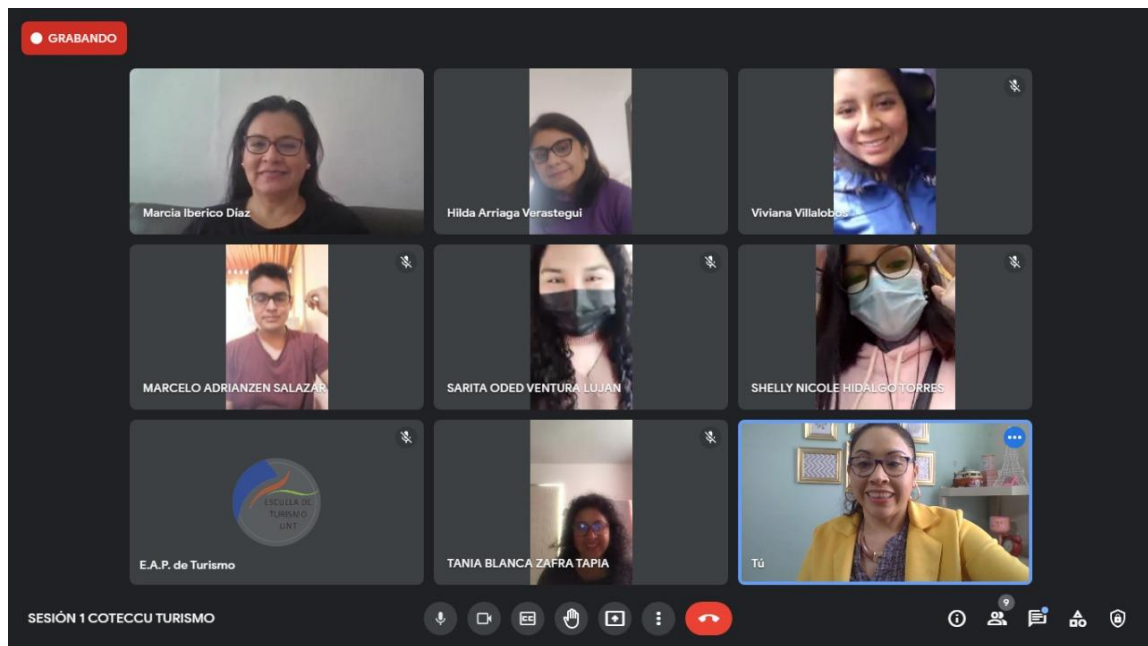 GRABANDO
Marcia Iberico Díaz
Hilda Arriaga Verastegui
Viviana Villalobos
MARCELO ADRIANZEN SALAZAR
SARITA ODED VENTURA LUJAN
SHELLY NICOLE HIDALGO TORRES
ESCUELA DE
TURISMO
UNT
E.A.P. de Turismo
TANIA BLANCA ZAFRA TAPIA
Tú
SESIÓN 1 COTECCU TURISMO
CC
9